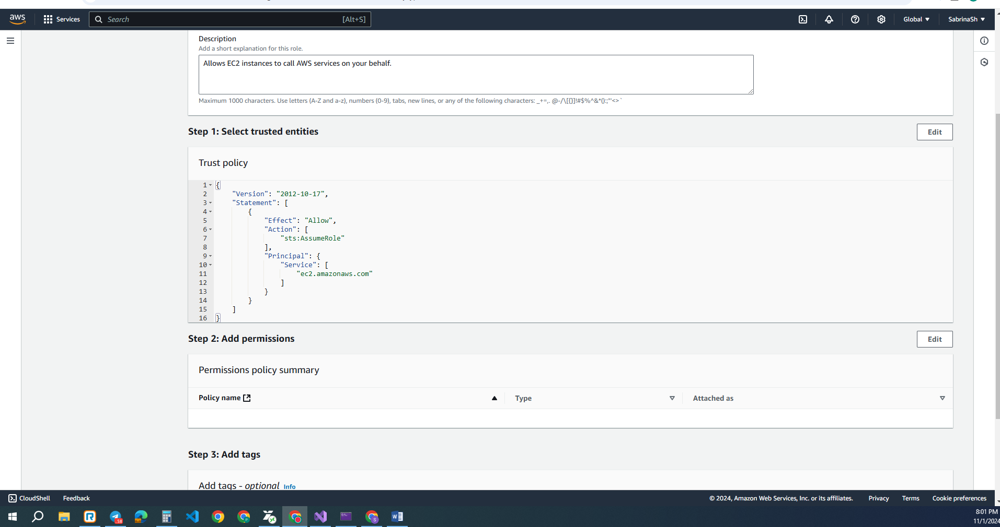 aws
Services
Search
[Alt+S]
Global
SabrinaSh
Description
Add a short explanation for this role.
Allows EC2 instances to call AWS services on your behalf.
Maximum 1000 characters. Use letters (A-Z and a-z), numbers (0-9), tabs, new lines, or any of the following characters: _+=,. @-/\[{}]!#$%^&*();:"'<>`
Step 1: Select trusted entities
Edit
Trust policy
1 {
2 "Version": "2012-10-17",
3 "Statement": [
4 {
5 "Effect": "Allow",
6 "Action": [
7 "sts:AssumeRole"
8 ],
9 "Principal": {
10 "Service": [
11 "ec2.amazonaws.com"
12 ]
13 }
14 }
15 ]
16 }
Step 2: Add permissions
Edit
Permissions policy summary
Policy name
Type
Attached as
Step 3: Add tags
Add tags - optional Info
CloudShell
Feedback
© 2024, Amazon Web Services, Inc. or its affiliates.
Privacy
Terms
Cookie preferences
58
8:01 PM
11/1/2024